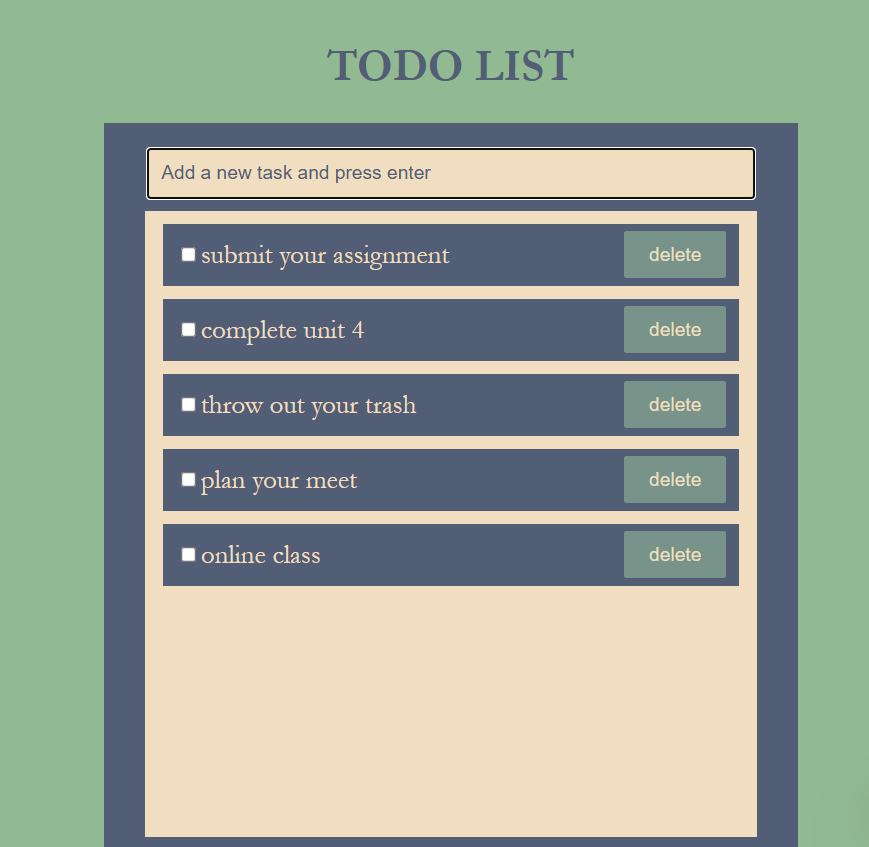 TODO LIST
Add a new task and press enter
submit your assignment delete
complete unit 4 delete
throw out your trash delete
plan your meet delete
online class delete